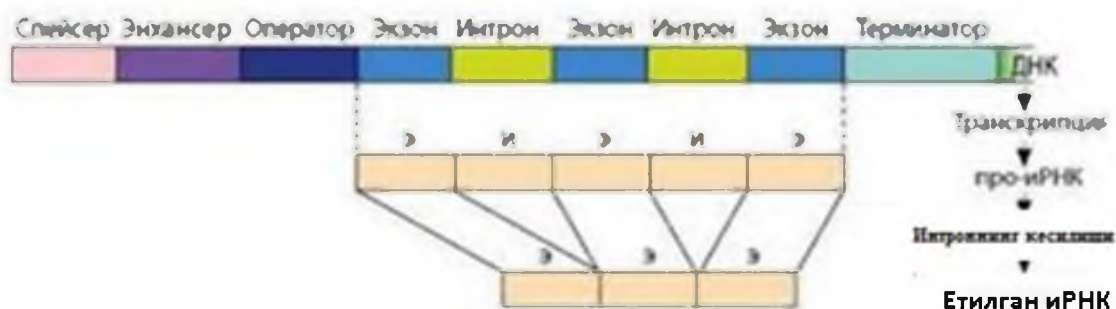 Спейсер Энхансер Оператор Экзон Интрон Экзон Интрон Экзон Терминатор
ДНК
Транскрипция
Э И Э И Э
про-иРНК
Интроннинг кесилиши
Э Э Э
Етилган иРНК